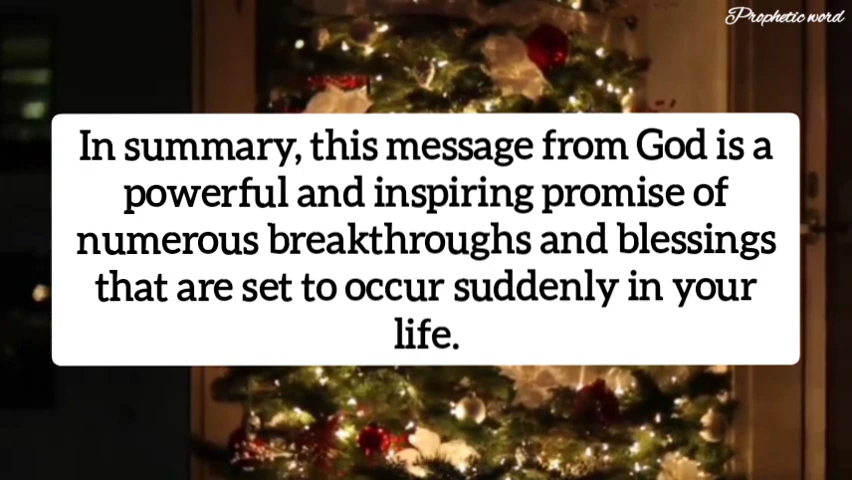 Prophetic word
In summary, this message from God is a
powerful and inspiring promise of
numerous breakthroughs and blessings
that are set to occur suddenly in your
life.